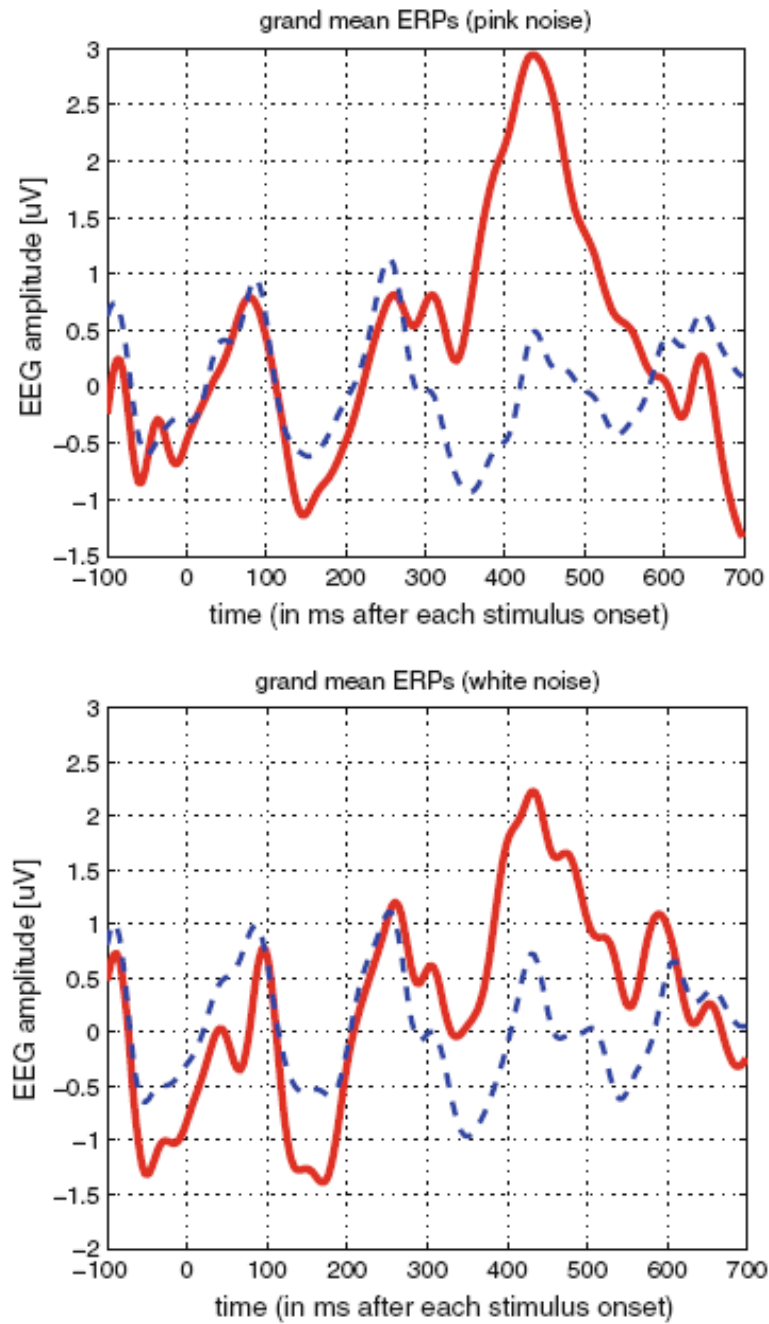 grand mean ERPs (pink noise)
3
2.5
2
1.5
1
0.5
0
−0.5
−1
−1.5
EEG amplitude [uV]
−100 0 100 200 300 400 500 600 700
time (in ms after each stimulus onset)
grand mean ERPs (white noise)
3
2.5
2
1.5
1
0.5
0
−0.5
−1
−1.5
−2
EEG amplitude [uV]
−100 0 100 200 300 400 500 600 700
time (in ms after each stimulus onset)